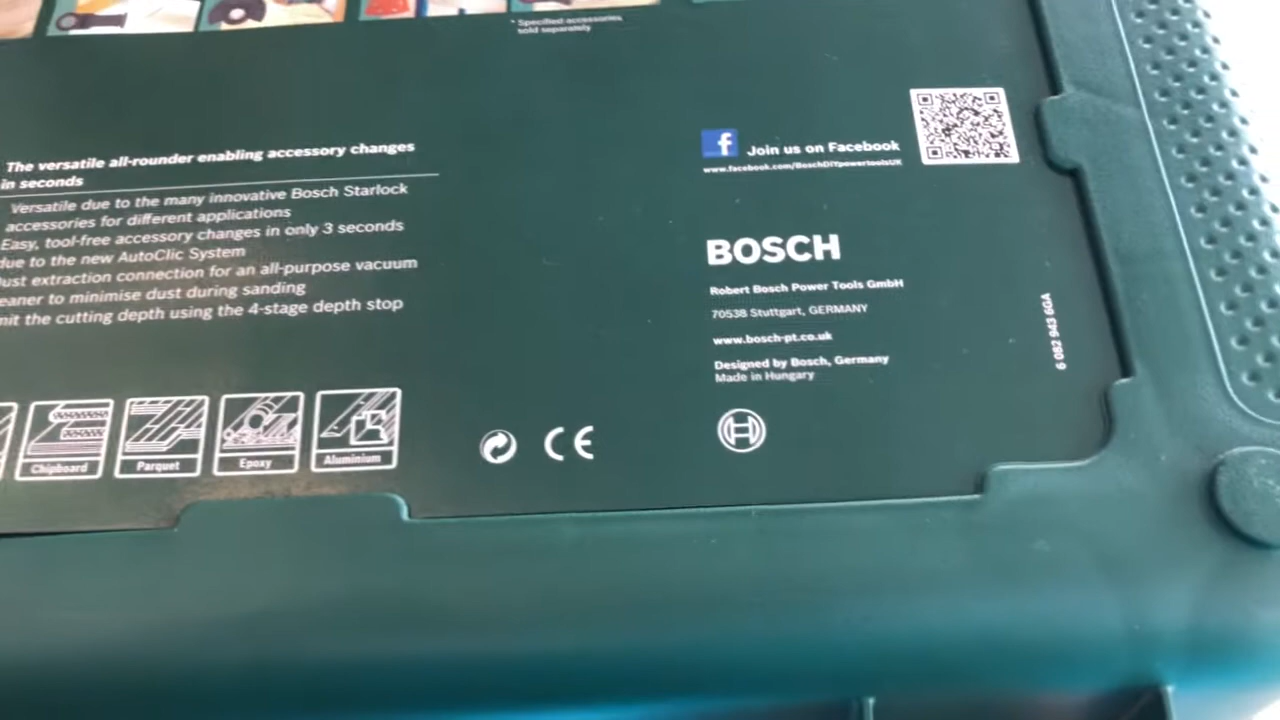 * Specified accessories
sold separately
The versatile all-rounder enabling accessory changes
in seconds
Versatile due to the many innovative Bosch Starlock
accessories for different applications
Easy, tool-free accessory changes in only 3 seconds
due to the new AutoClic System
ust extraction connection for an all-purpose vacuum
eaner to minimise dust during sanding
mit the cutting depth using the 4-stage depth stop
Chipboard
Parquet
Epoxy
Aluminium
CE
f Join us on Facebook
www.facebook.com/BoschDIYpowertoolsUK
BOSCH
Robert Bosch Power Tools GmbH
70538 Stuttgart, GERMANY
www.bosch-pt.co.uk
Designed by Bosch, Germany
Made in Hungary
6 082 943 6GA